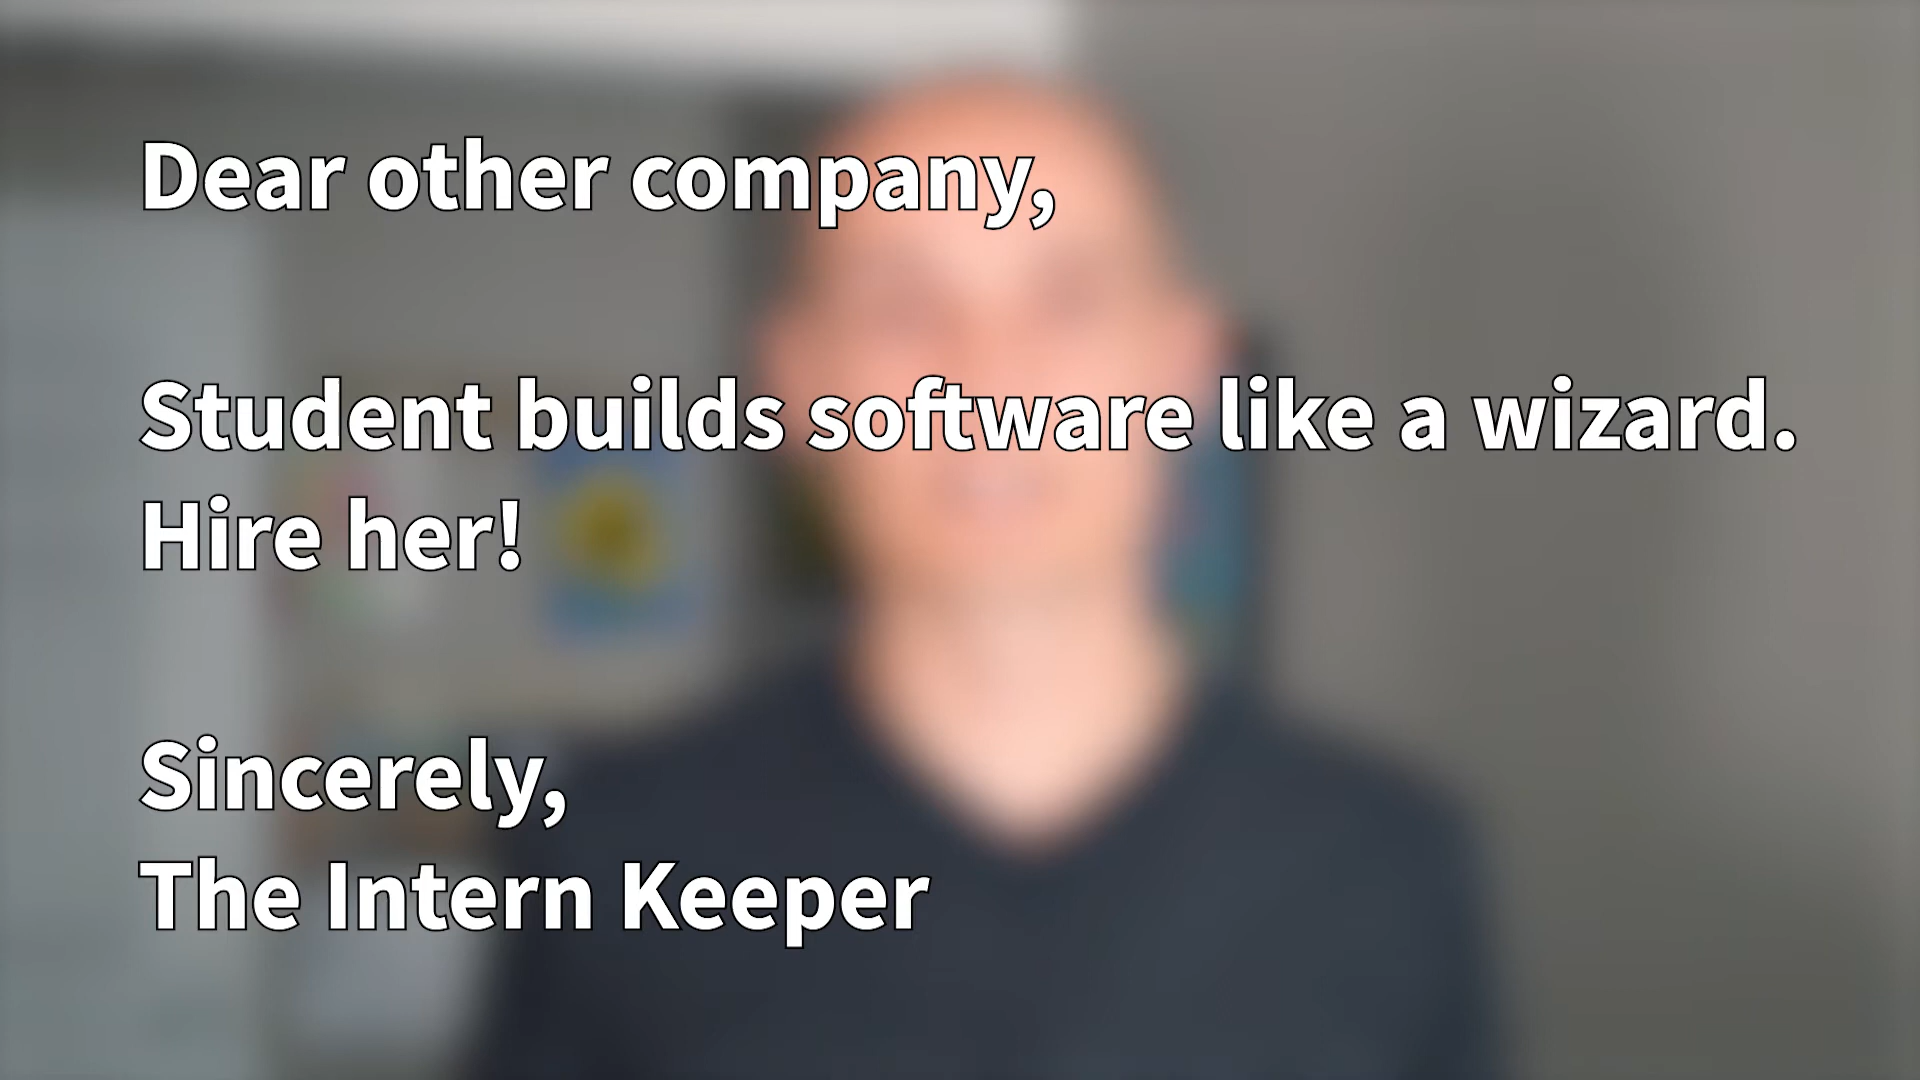 Dear other company,
Student builds software like a wizard.
Hire her!
Sincerely,
The Intern Keeper